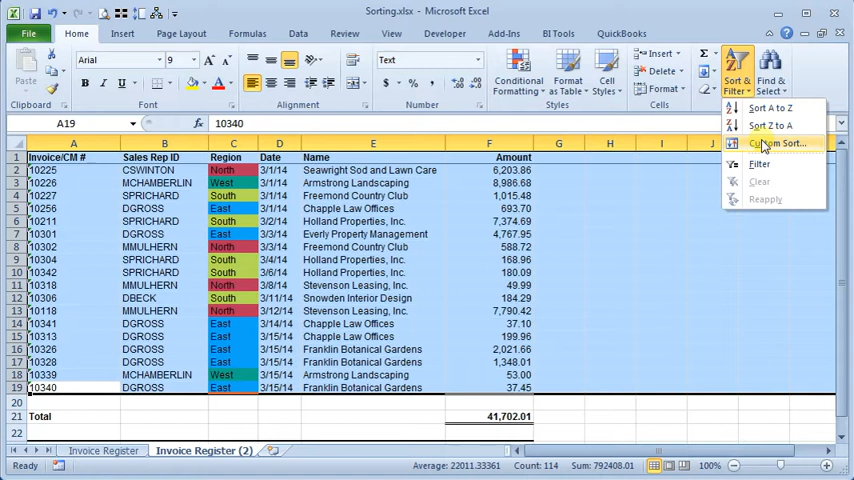 Sorting.xlsx - Microsoft Excel
File Home Insert Page Layout Formulas Data Review View Developer Add-Ins BI Tools QuickBooks
Paste
Clipboard
Arial 9
B I U
Font
Alignment
Text
$ % ,
Number
Conditional Formatting
Format as Table
Cell Styles
Styles
Insert
Delete
Format
Cells
Σ
Sort & Filter
Find & Select
Sort A to Z
Sort Z to A
Custom Sort...
Filter
Clear
Reapply
A19 fx 10340
A B C D E F G H I J
1 Invoice/CM # Sales Rep ID Region Date Name Amount
2 10225 CSWINTON North 3/1/14 Seawright Sod and Lawn Care 6,203.86
3 10226 MCHAMBERLIN West 3/1/14 Armstrong Landscaping 8,986.68
4 10227 SPRICHARD South 3/1/14 Freemond Country Club 1,015.48
5 10256 DGROSS East 3/1/14 Chapple Law Offices 693.70
6 10211 SPRICHARD South 3/2/14 Holland Properties, Inc. 7,374.69
7 10301 DGROSS East 3/2/14 Everly Property Management 4,767.95
8 10302 MMULHERN North 3/3/14 Freemond Country Club 588.72
9 10104 SPRICHARD South 3/4/14 Holland Properties, Inc. 168.96
10 10342 SPRICHARD South 3/6/14 Holland Properties, Inc. 180.09
11 10318 MMULHERN North 3/8/14 Stevenson Leasing, Inc. 49.99
12 10306 DBECK South 3/11/14 Snowden Interior Design 184.29
13 10118 MMULHERN North 3/12/14 Stevenson Leasing, Inc. 7,790.42
14 10341 DGROSS East 3/13/14 Chapple Law Offices 37.10
15 10313 DGROSS East 3/15/14 Chapple Law Offices 199.96
16 10326 DGROSS East 3/15/14 Franklin Botanical Gardens 2,021.66
17 10328 DGROSS East 3/15/14 Franklin Botanical Gardens 1,348.01
18 10339 MCHAMBERLIN West 3/15/14 Armstrong Landscaping 53.00
19 10340 DGROSS East 3/15/14 Franklin Botanical Gardens 37.45
20
21 Total 41,702.01
22
Invoice Register Invoice Register (2)
Ready Average: 22011.33361 Count: 114 Sum: 792408.01 100%